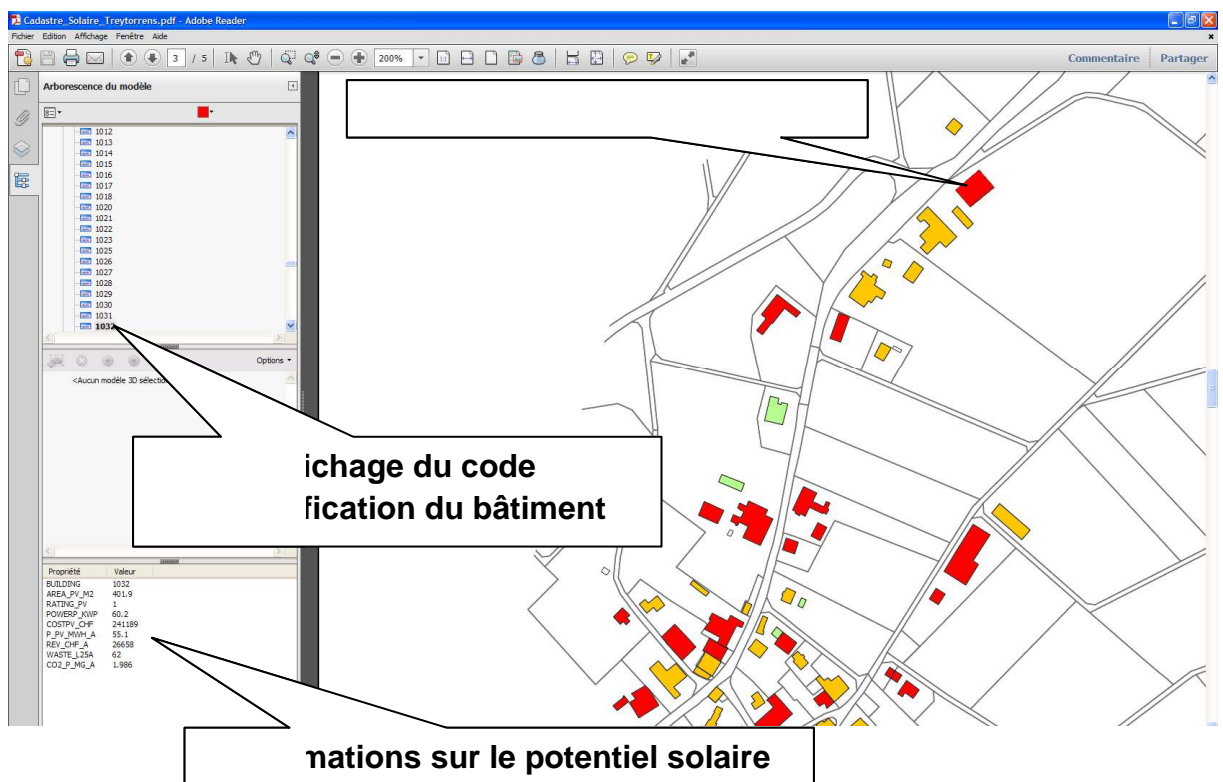 Cadastre_Solaire_Treytorrens.pdf - Adobe Reader
Fichier Edition Affichage Fenêtre Aide
3 / 5 200% Commentaire Partager
Arborescence du modèle
1012
1013
1014
1015
1016
1017
1018
1020
1021
1022
1023
1025
1026
1027
1028
1029
1030
1031
1032
Options
<Aucun modèle 3D sélecti
ichage du code
fication du bâtiment
Propriété Valeur
BUILDING 1032
AREA_PV_M2 401.9
RATING_PV 1
POWERP_KWP 60.2
COSTPV_CHF 241189
P_PV_MWH_A 55.1
REV_CHF_A 26658
WASTE_L25A 62
CO2_P_MG_A 1.986
mations sur le potentiel solaire